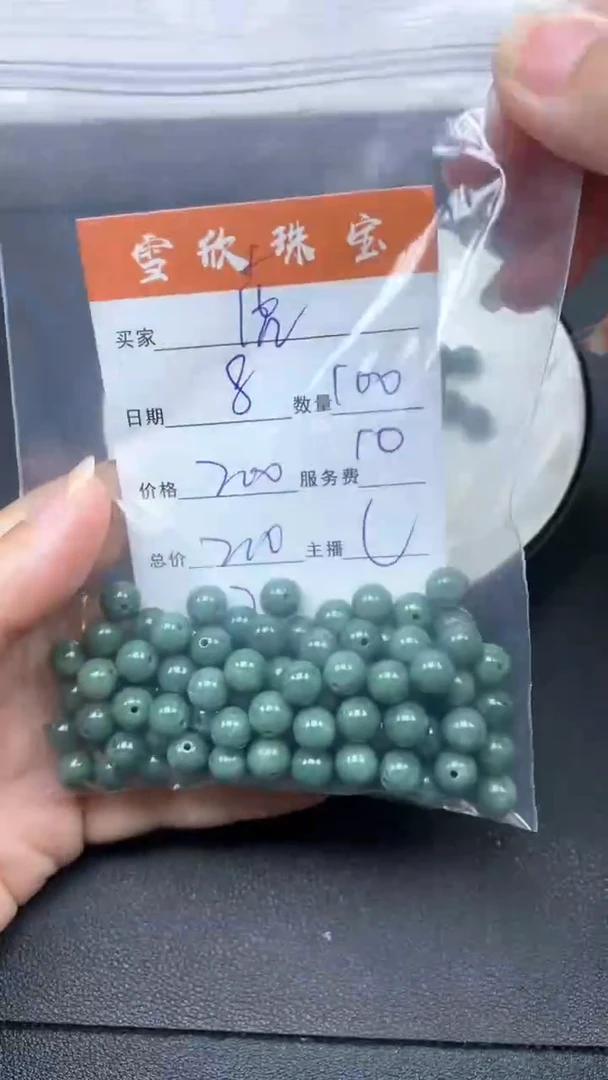 雪欣珠宝
买家
日期 8 数量 100
价格 200 服务费 10
总价 210 主播